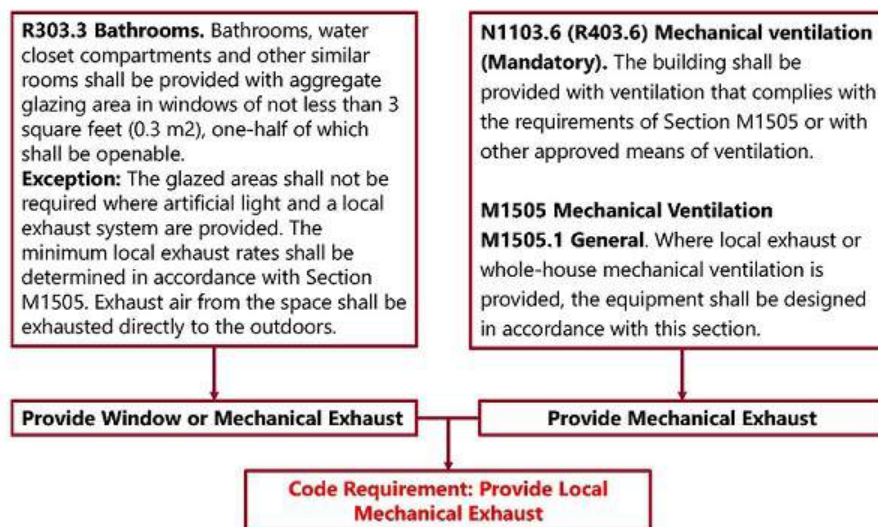 R303.3 Bathrooms. Bathrooms, water
closet compartments and other similar
rooms shall be provided with aggregate
glazing area in windows of not less than 3
square feet (0.3 m2), one-half of which
shall be openable.
Exception: The glazed areas shall not be
required where artificial light and a local
exhaust system are provided. The
minimum local exhaust rates shall be
determined in accordance with Section
M1505. Exhaust air from the space shall be
exhausted directly to the outdoors.
N1103.6 (R403.6) Mechanical ventilation
(Mandatory). The building shall be
provided with ventilation that complies with
the requirements of Section M1505 or with
other approved means of ventilation.
M1505 Mechanical Ventilation
M1505.1 General. Where local exhaust or
whole-house mechanical ventilation is
provided, the equipment shall be designed
in accordance with this section.
Provide Window or Mechanical Exhaust
Provide Mechanical Exhaust
Code Requirement: Provide Local
Mechanical Exhaust